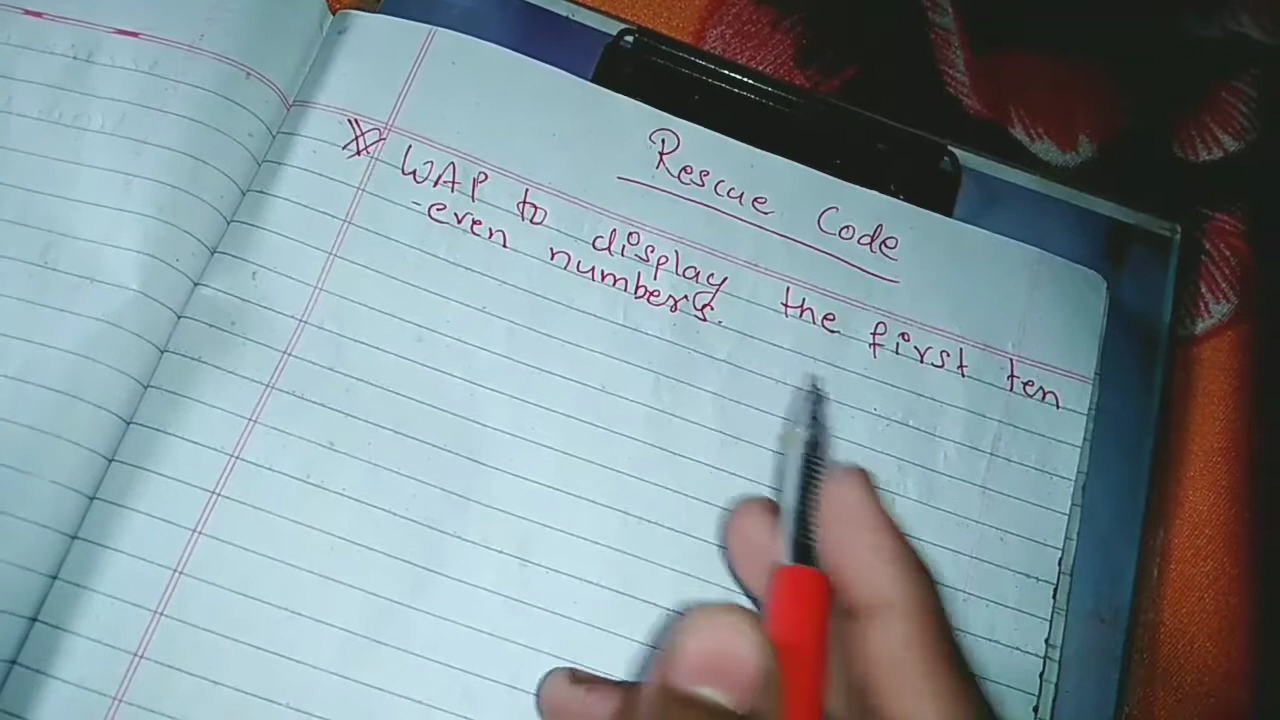 Rescue Code
WAP to display the first ten
-even numbers.